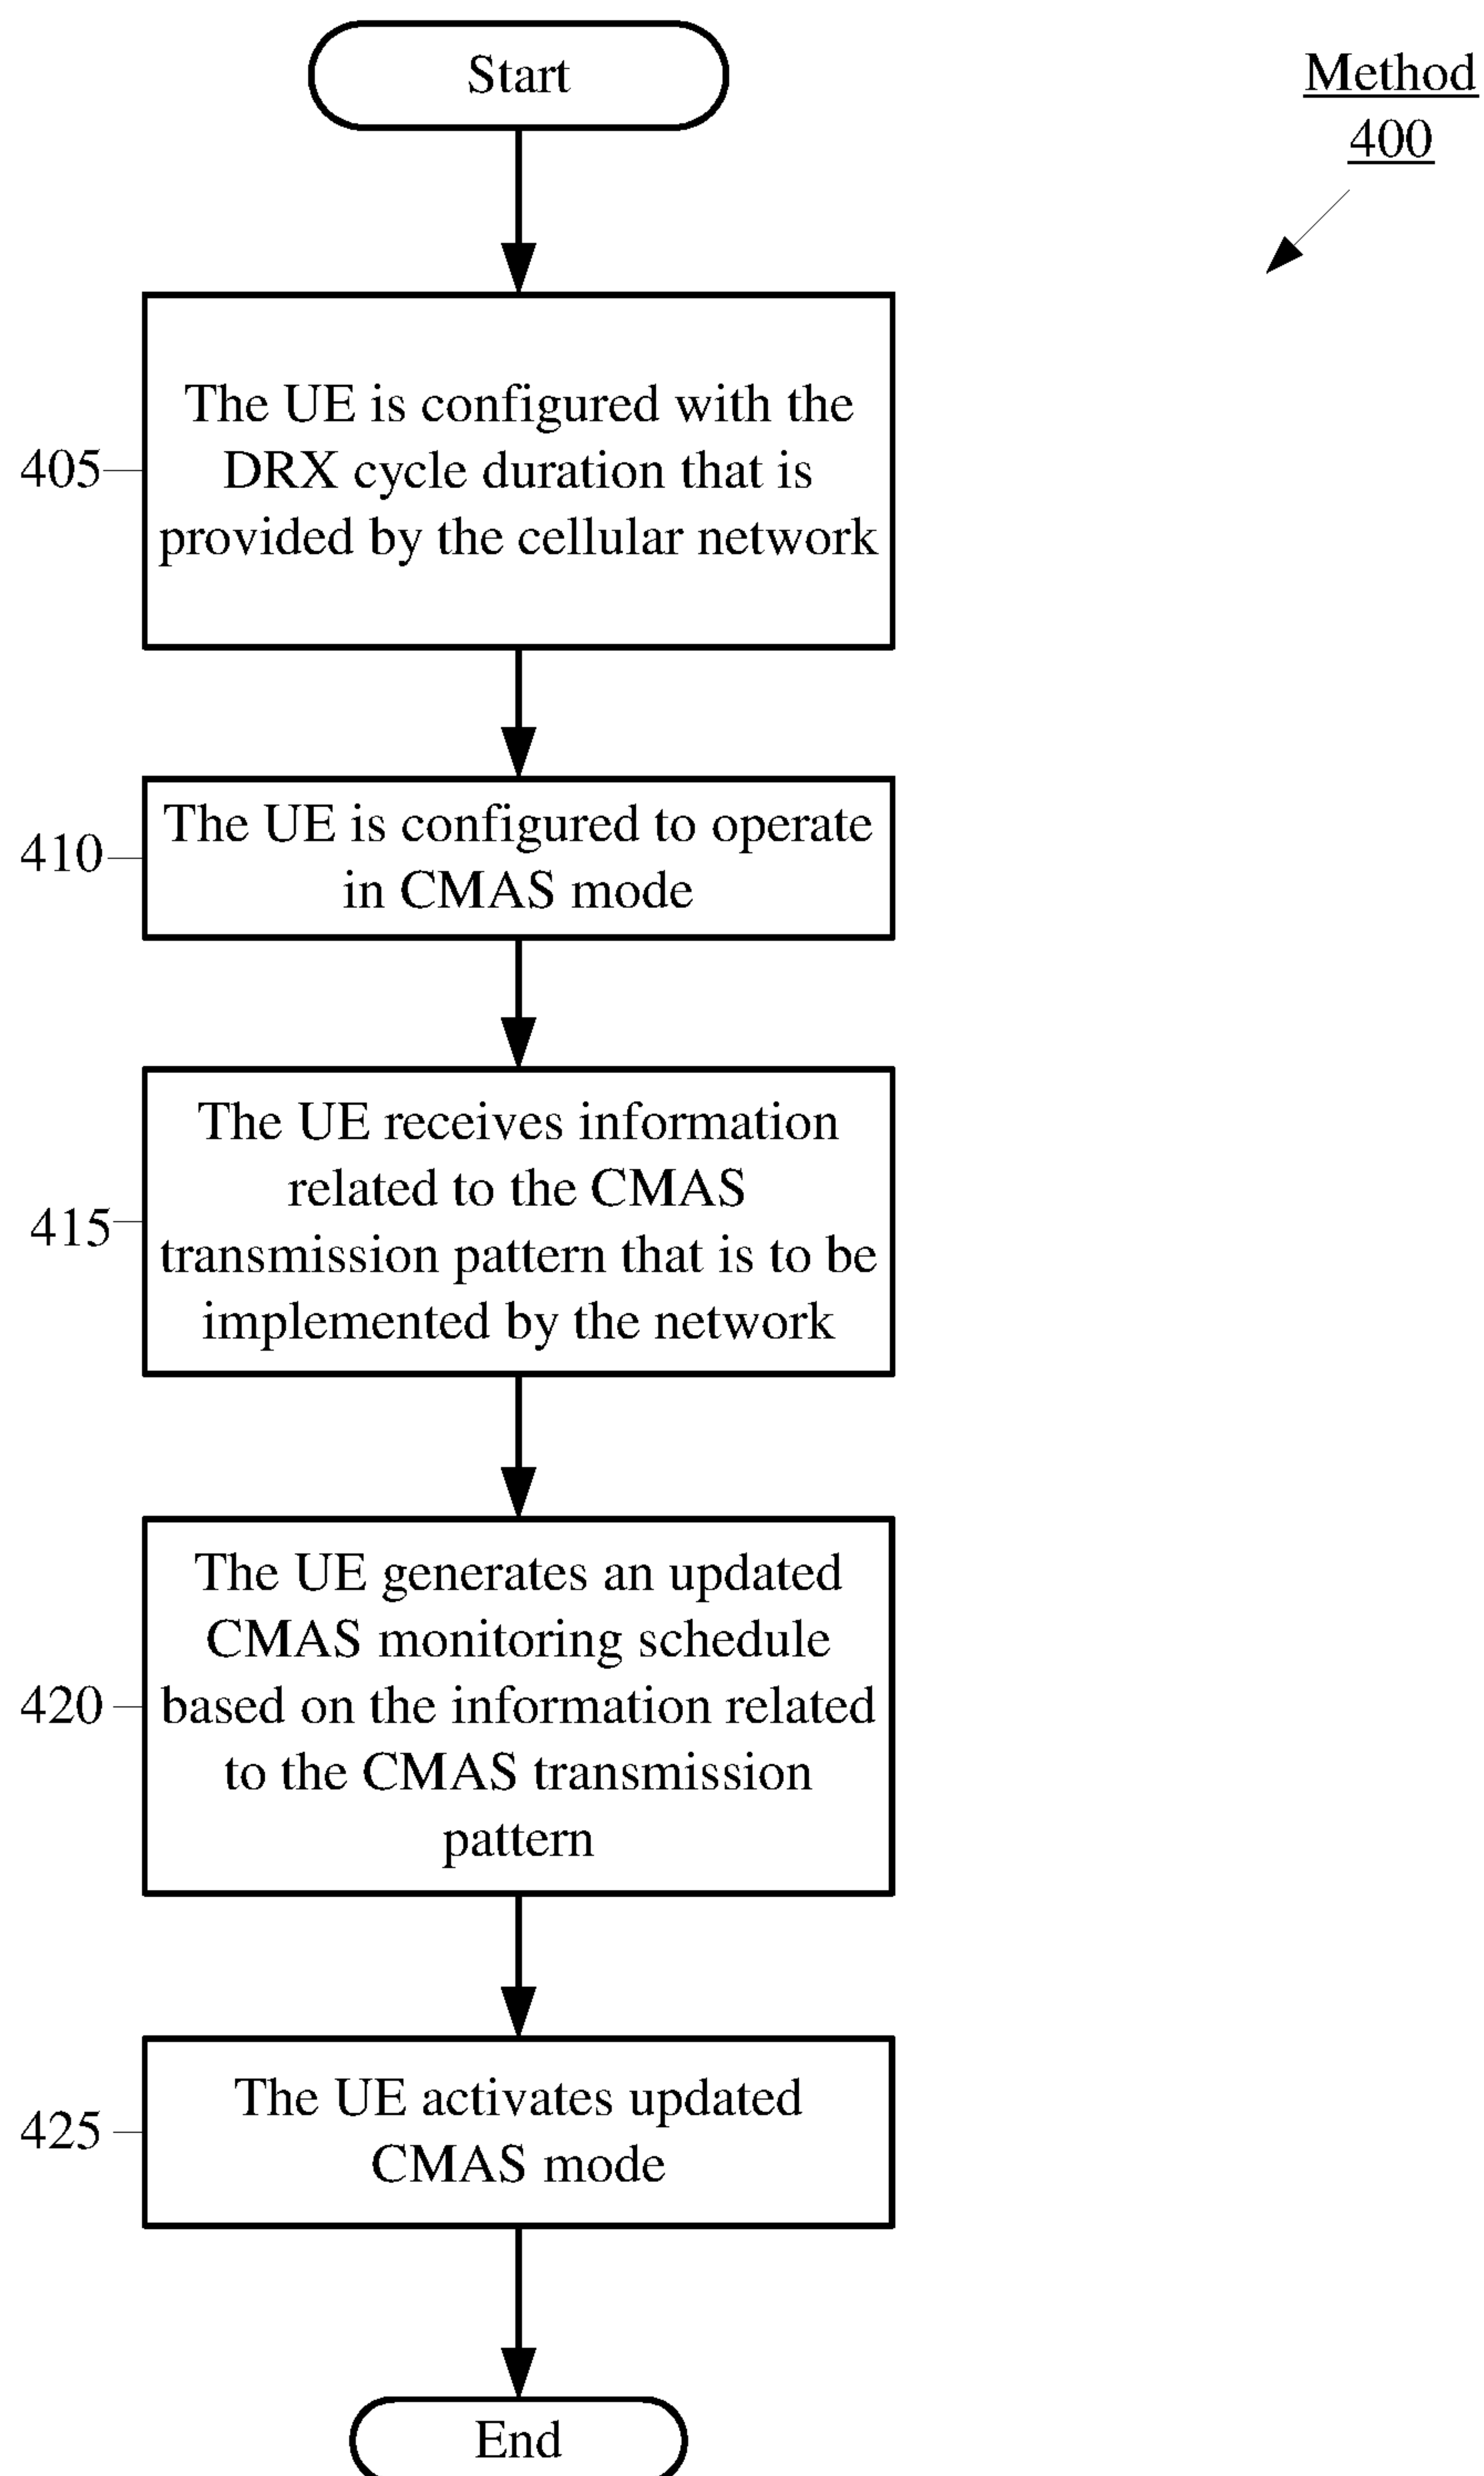 Start
Method
400
405
The UE is configured with the
DRX cycle duration that is
provided by the cellular network
410
The UE is configured to operate
in CMAS mode
415
The UE receives information
related to the CMAS
transmission pattern that is to be
implemented by the network
420
The UE generates an updated
CMAS monitoring schedule
based on the information related
to the CMAS transmission
pattern
425
The UE activates updated
CMAS mode
End